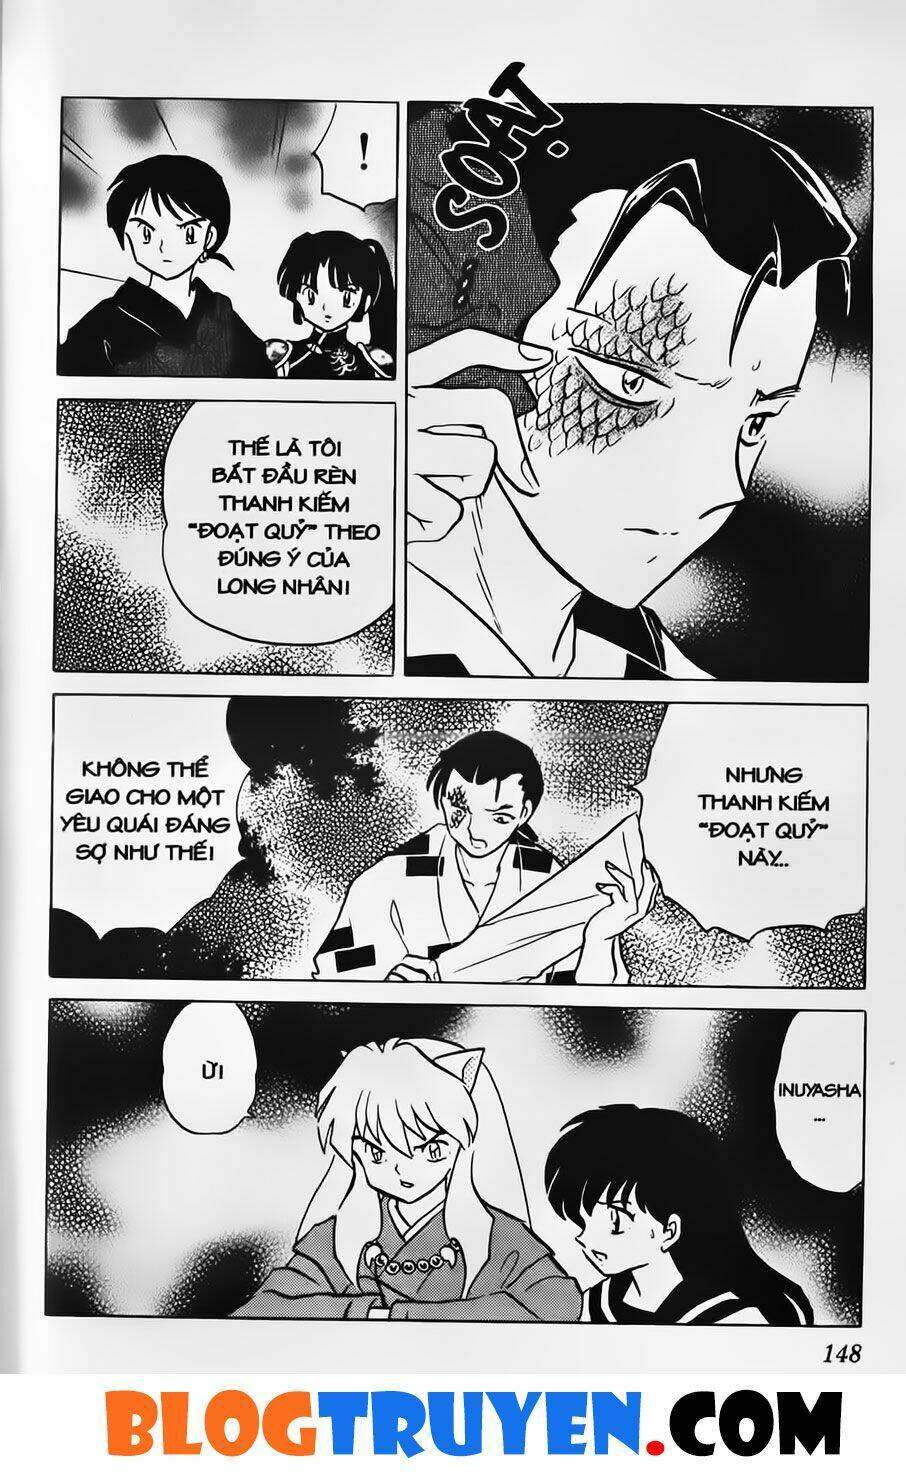 SOẠT
!
THẾ LÀ TÔI
BẮT ĐẦU RÈN
THANH KIẾM
"ĐOẠT QUỶ" THEO
ĐÚNG Ý CỦA
LONG NHÂN!
NHƯNG
THANH KIẾM
"ĐOẠT QUỶ"
NÀY...
KHÔNG THỂ
GIAO CHO MỘT
YÊU QUÁI ĐÁNG
SỢ NHƯ THẾ!
INUYASHA
...
Ừ!
148
BLOGTRUYEN.COM